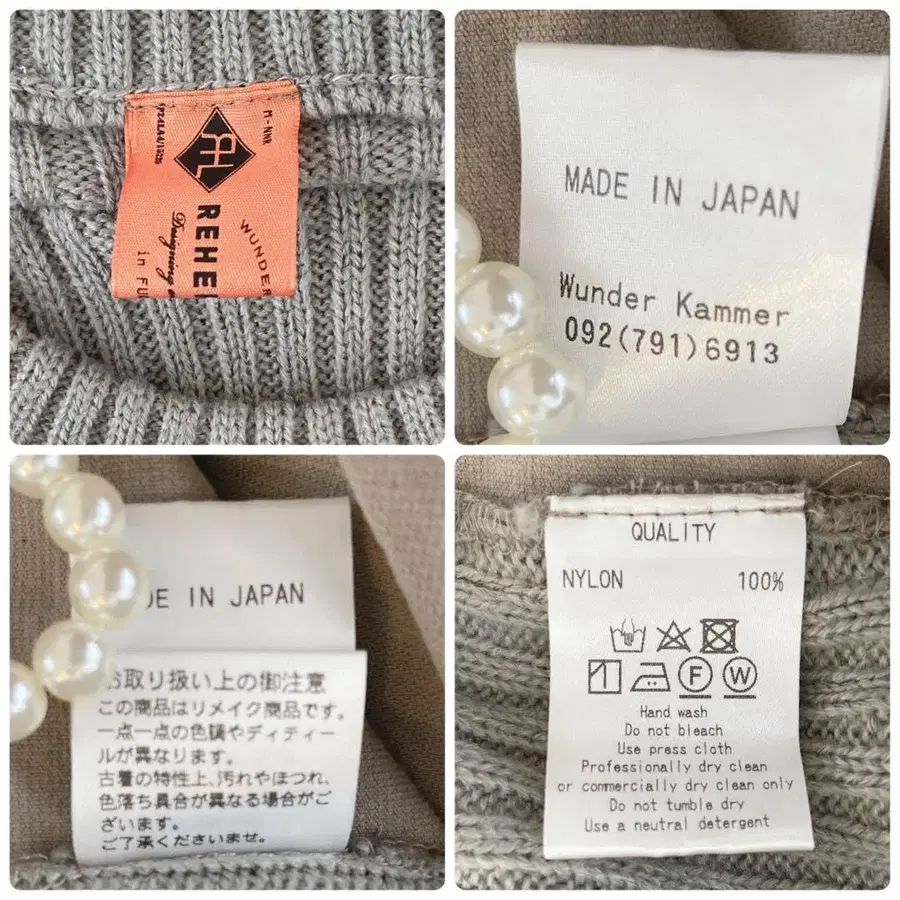 M-NWR
REHE
WUNDER
Designing
in FU
MADE IN JAPAN
Wunder Kammer
092(791)6913
DE IN JAPAN
お取り扱い上の御注意
この商品はリメイク商品です。
一点一点の色鍰やディティー
ルが異なります。
古着の特性上、汚れやほつれ、
色落ち具合が異なる場合がご
ざいます。
ご了承くださいませ。
QUALITY
NYLON 100%
F W
Hand wash
Do not bleach
Use press cloth
Professionally dry clean
or commercially dry clean only
Do not tumble dry
Use a neutral detergent